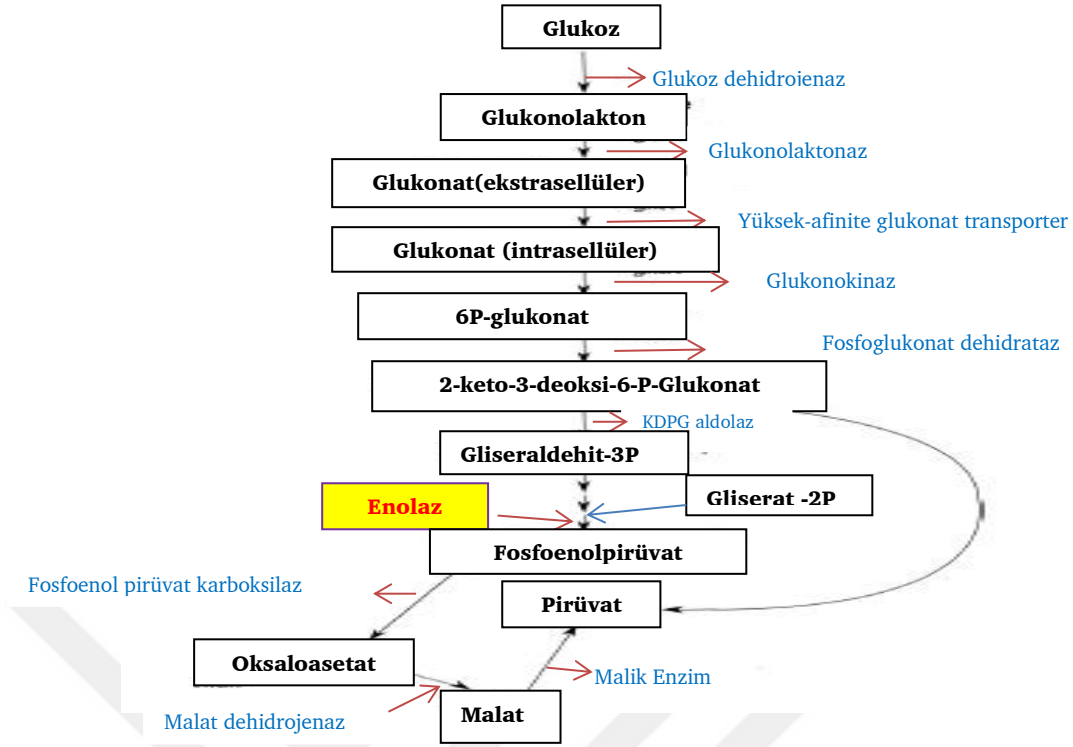 Glukoz
Glukoz dehidroienaz
Glukonolakton
Glukonolaktonaz
Glukonat(ekstrasellüler)
Yüksek-afinite glukonat transporter
Glukonat (intrasellüler)
Glukonokinaz
6P-glukonat
Fosfoglukonat dehidrataz
2-keto-3-deoksi-6-P-Glukonat
KDPG aldolaz
Gliseraldehit-3P
Gliserat -2P
Enolaz
Fosfoenolpirüvat
Fosfoenol pirüvat karboksilaz
Pirüvat
Oksaloasetat
Malik Enzim
Malat
Malat dehidrojenaz